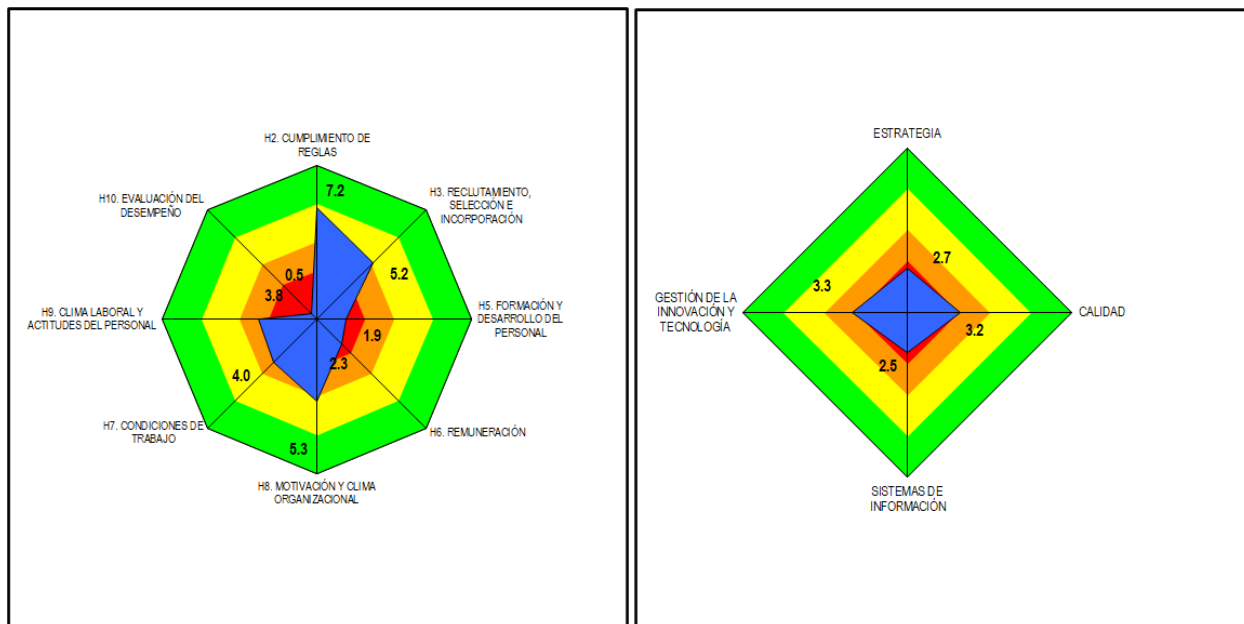 H2. CUMPLIMIENTO DE
REGLAS
7.2
H3. RECLUTAMIENTO,
SELECCIÓN E
INCORPORACIÓN
5.2
H5. FORMACIÓN Y
DESARROLLO DEL
PERSONAL
1.9
H6. REMUNERACIÓN
2.3
H8. MOTIVACIÓN Y CLIMA
ORGANIZACIONAL
5.3
H7. CONDICIONES DE
TRABAJO
4.0
H9. CLIMA LABORAL Y
ACTITUDES DEL PERSONAL
3.8
H10. EVALUACIÓN DEL
DESEMPEÑO
0.5
ESTRATEGIA
2.7
CALIDAD
3.2
SISTEMAS DE
INFORMACIÓN
2.5
GESTIÓN DE LA
INNOVACIÓN Y
TECNOLOGÍA
3.3